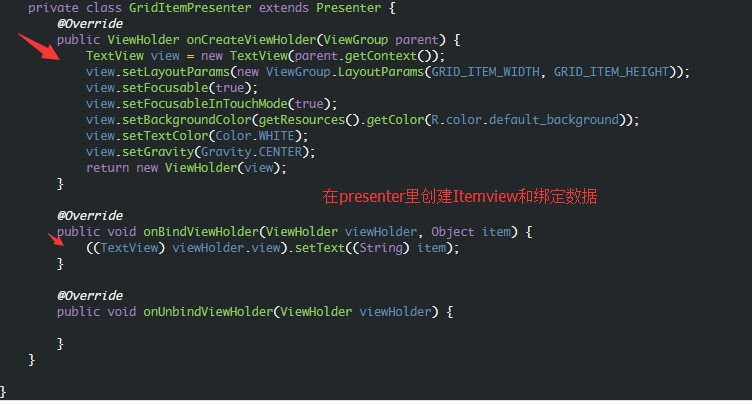 private class GridItemPresenter extends Presenter {
@Override
public ViewHolder onCreateViewHolder(ViewGroup parent) {
TextView view = new TextView(parent.getContext());
view.setLayoutParams(new ViewGroup.LayoutParams(GRID_ITEM_WIDTH, GRID_ITEM_HEIGHT));
view.setFocusable(true);
view.setFocusableInTouchMode(true);
view.setBackgroundColor(getResources().getColor(R.color.default_background));
view.setTextColor(Color.WHITE);
view.setGravity(Gravity.CENTER);
return new ViewHolder(view);
}
在presenter里创建Itemview和绑定数据
@Override
public void onBindViewHolder(ViewHolder viewHolder, Object item) {
((TextView) viewHolder.view).setText((String) item);
}
@Override
public void onUnbindViewHolder(ViewHolder viewHolder) {
}
}
}